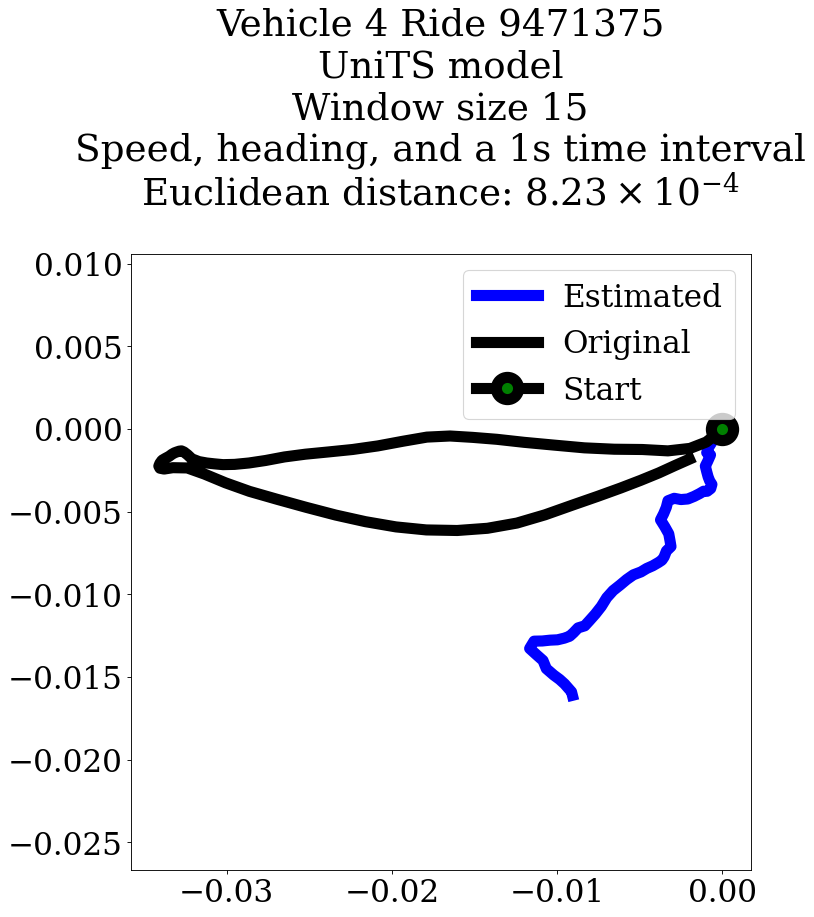 Vehicle 4 Ride 9471375
UniTS model
Window size 15
Speed, heading, and a 1s time interval
Euclidean distance: 8.23 × 10⁻⁴
0.010
0.005
0.000
−0.005
−0.010
−0.015
−0.020
−0.025
Estimated
Original
Start
−0.03
−0.02
−0.01
0.00